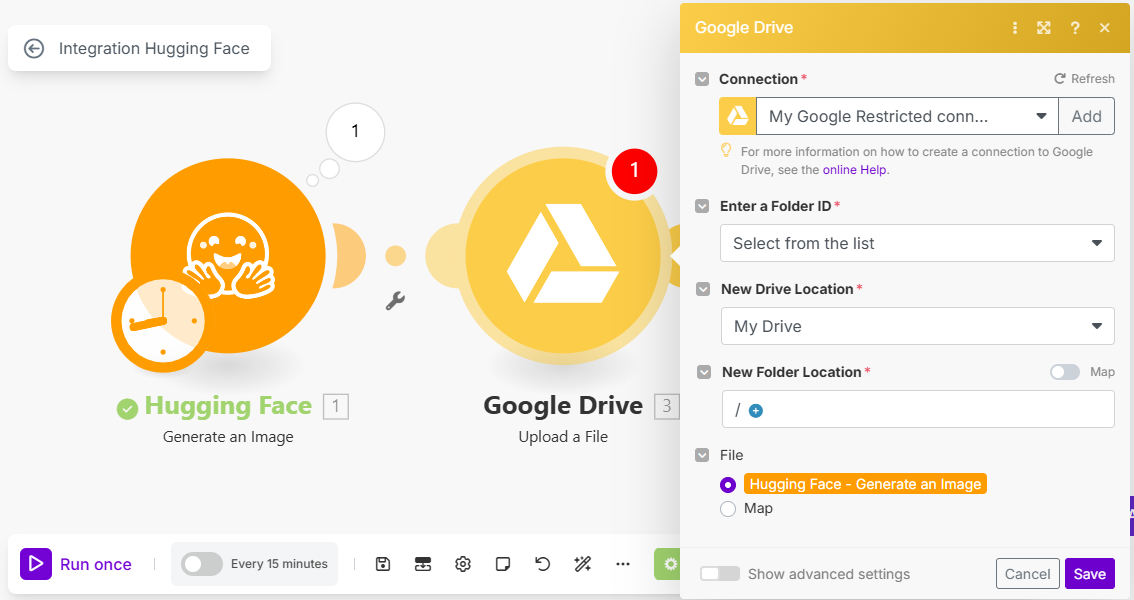 Integration Hugging Face
1
1
Hugging Face 1
Generate an Image
Google Drive 3
Upload a File
Run once
Every 15 minutes
Google Drive
?
Connection *
Refresh
My Google Restricted conn...
Add
For more information on how to create a connection to Google
Drive, see the online Help.
Enter a Folder ID *
Select from the list
New Drive Location *
My Drive
New Folder Location *
Map
/
File
Hugging Face - Generate an Image
Map
Show advanced settings
Cancel
Save